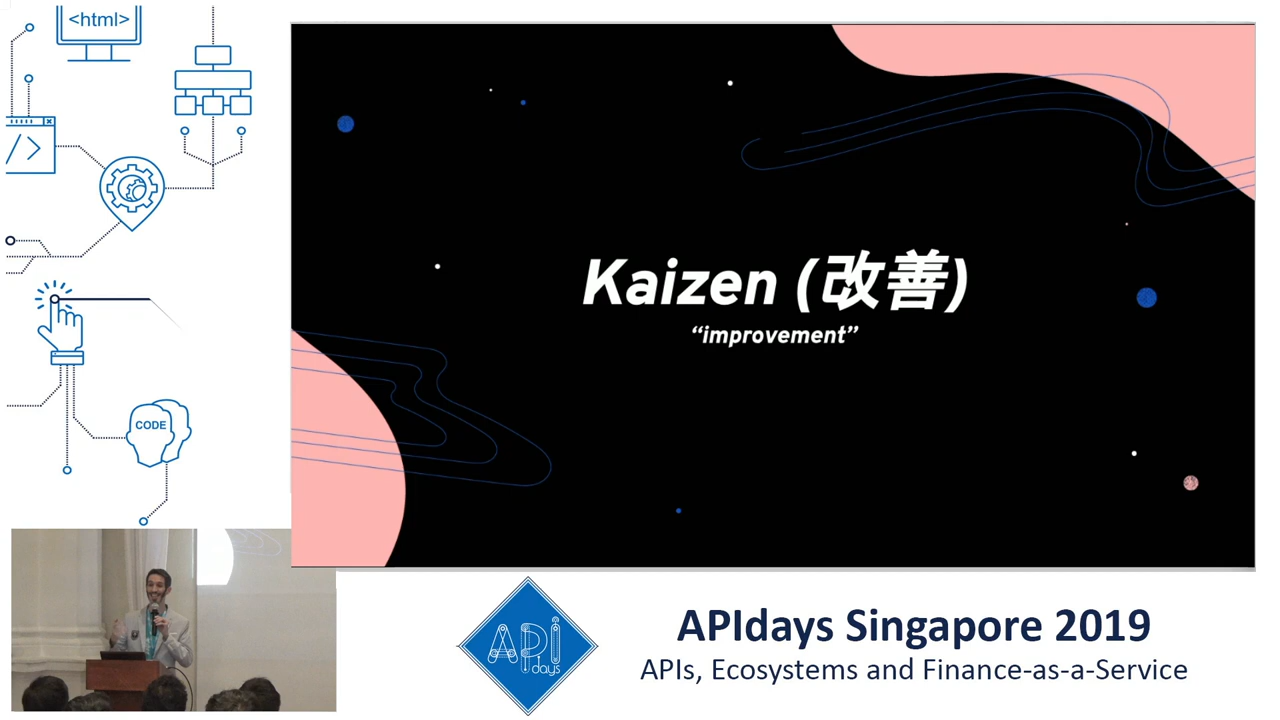 <html>
</>
CODE
Kaizen (改善)
“improvement”
API
days
APIdays Singapore 2019
APIs, Ecosystems and Finance-as-a-Service